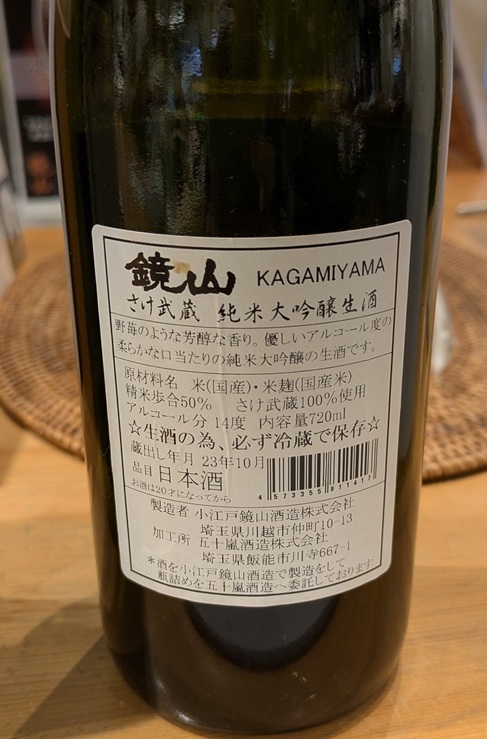 鏡山 KAGAMIYAMA
さけ武蔵 純米大吟醸生酒
野苺のような芳醇な香り。優しいアルコール度の
柔らかな口当たりの純米大吟醸の生酒です。
原材料名 米(国産)・米麹(国産米)
精米歩合50% さけ武蔵100%使用
アルコール分 14度 内容量720ml
☆生酒の為、必ず冷蔵で保存☆
蔵出し年月 23年10月
品目 日本酒
お酒は20才になってから
4 573355 811417
製造者 小江戸鏡山酒造株式会社
埼玉県川越市仲町10-13
加工所 五十嵐酒造株式会社
埼玉県飯能市川寺667-1
*酒を小江戸鏡山酒造で製造をして
瓶詰めを五十嵐酒造へ委託しております